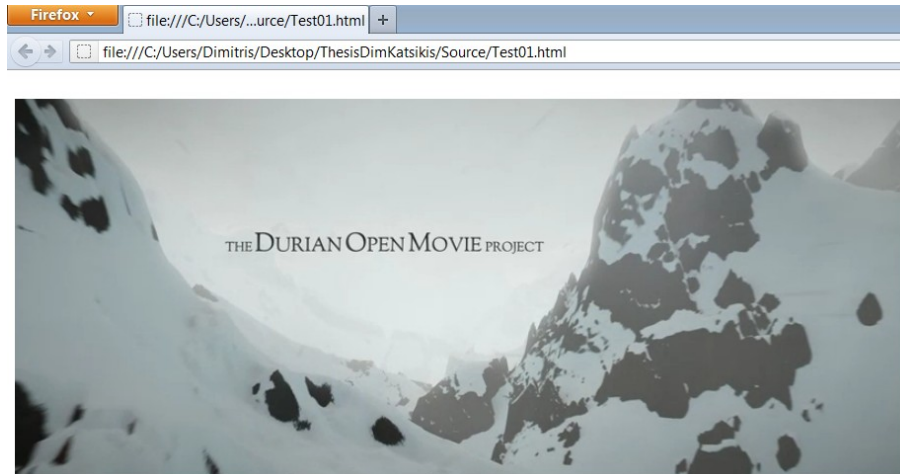 Firefox
file:///C:/Users/...urce/Test01.html
+
file:///C:/Users/Dimitris/Desktop/ThesisDimKatsikis/Source/Test01.html
THE DURIAN OPEN MOVIE PROJECT